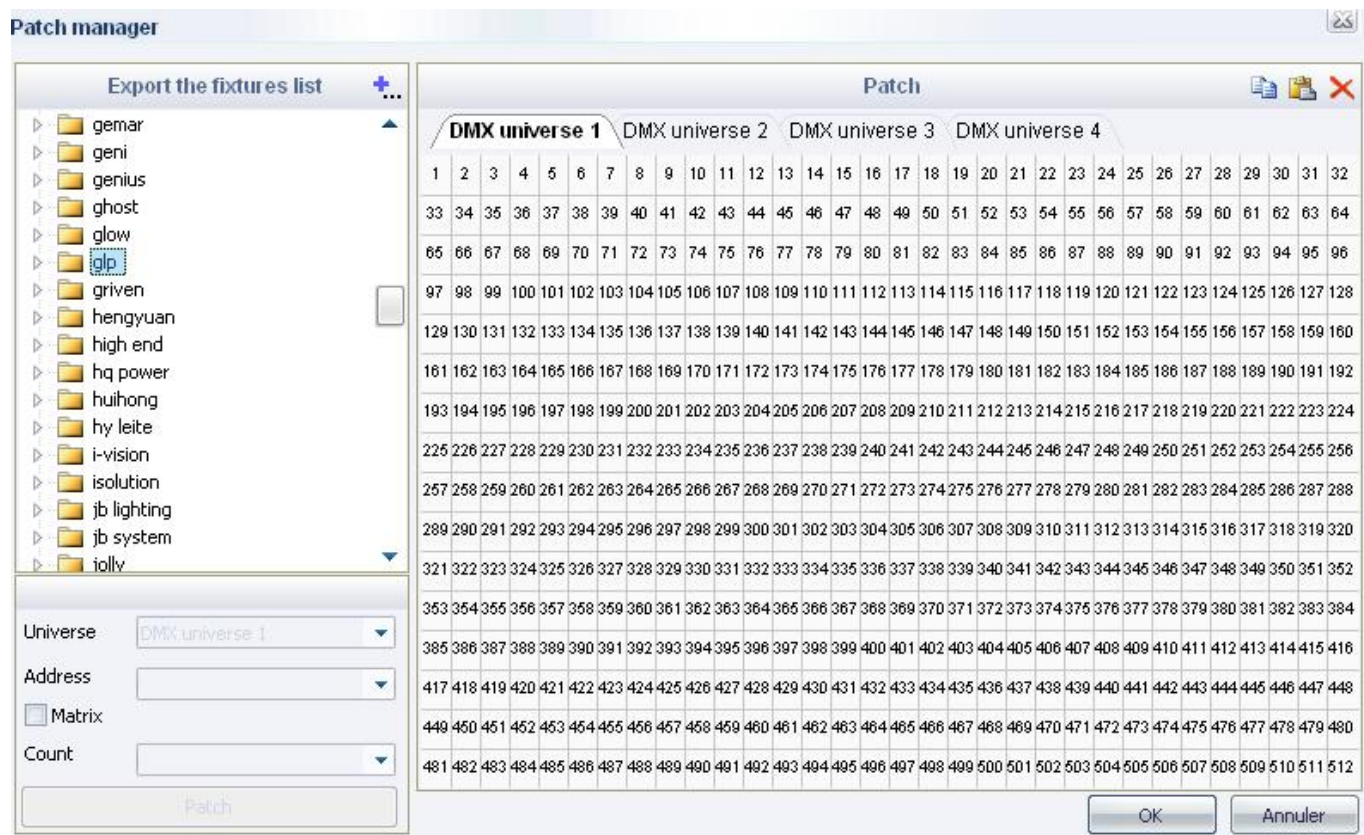 Patch manager
Export the fixtures list
gemar
geni
genius
ghost
glow
glp
griven
hengyuan
high end
hq power
huihong
hy leite
i-vision
isolution
jb lighting
jb system
jolly
Universe DMX universe 1
Address
Matrix
Count
Patch
Patch
DMX universe 1 DMX universe 2 DMX universe 3 DMX universe 4
1 2 3 4 5 6 7 8 9 10 11 12 13 14 15 16 17 18 19 20 21 22 23 24 25 26 27 28 29 30 31 32
33 34 35 36 37 38 39 40 41 42 43 44 45 46 47 48 49 50 51 52 53 54 55 56 57 58 59 60 61 62 63 64
65 66 67 68 69 70 71 72 73 74 75 76 77 78 79 80 81 82 83 84 85 86 87 88 89 90 91 92 93 94 95 96
97 98 99 100 101 102 103 104 105 106 107 108 109 110 111 112 113 114 115 116 117 118 119 120 121 122 123 124 125 126 127 128
129 130 131 132 133 134 135 136 137 138 139 140 141 142 143 144 145 146 147 148 149 150 151 152 153 154 155 156 157 158 159 160
161 162 163 164 165 166 167 168 169 170 171 172 173 174 175 176 177 178 179 180 181 182 183 184 185 186 187 188 189 190 191 192
193 194 195 196 197 198 199 200 201 202 203 204 205 206 207 208 209 210 211 212 213 214 215 216 217 218 219 220 221 222 223 224
225 226 227 228 229 230 231 232 233 234 235 236 237 238 239 240 241 242 243 244 245 246 247 248 249 250 251 252 253 254 255 256
257 258 259 260 261 262 263 264 265 266 267 268 269 270 271 272 273 274 275 276 277 278 279 280 281 282 283 284 285 286 287 288
289 290 291 292 293 294 295 296 297 298 299 300 301 302 303 304 305 306 307 308 309 310 311 312 313 314 315 316 317 318 319 320
321 322 323 324 325 326 327 328 329 330 331 332 333 334 335 336 337 338 339 340 341 342 343 344 345 346 347 348 349 350 351 352
353 354 355 356 357 358 359 360 361 362 363 364 365 366 367 368 369 370 371 372 373 374 375 376 377 378 379 380 381 382 383 384
385 386 387 388 389 390 391 392 393 394 395 396 397 398 399 400 401 402 403 404 405 406 407 408 409 410 411 412 413 414 415 416
417 418 419 420 421 422 423 424 425 426 427 428 429 430 431 432 433 434 435 436 437 438 439 440 441 442 443 444 445 446 447 448
449 450 451 452 453 454 455 456 457 458 459 460 461 462 463 464 465 466 467 468 469 470 471 472 473 474 475 476 477 478 479 480
481 482 483 484 485 486 487 488 489 490 491 492 493 494 495 496 497 498 499 500 501 502 503 504 505 506 507 508 509 510 511 512
OK Annuler